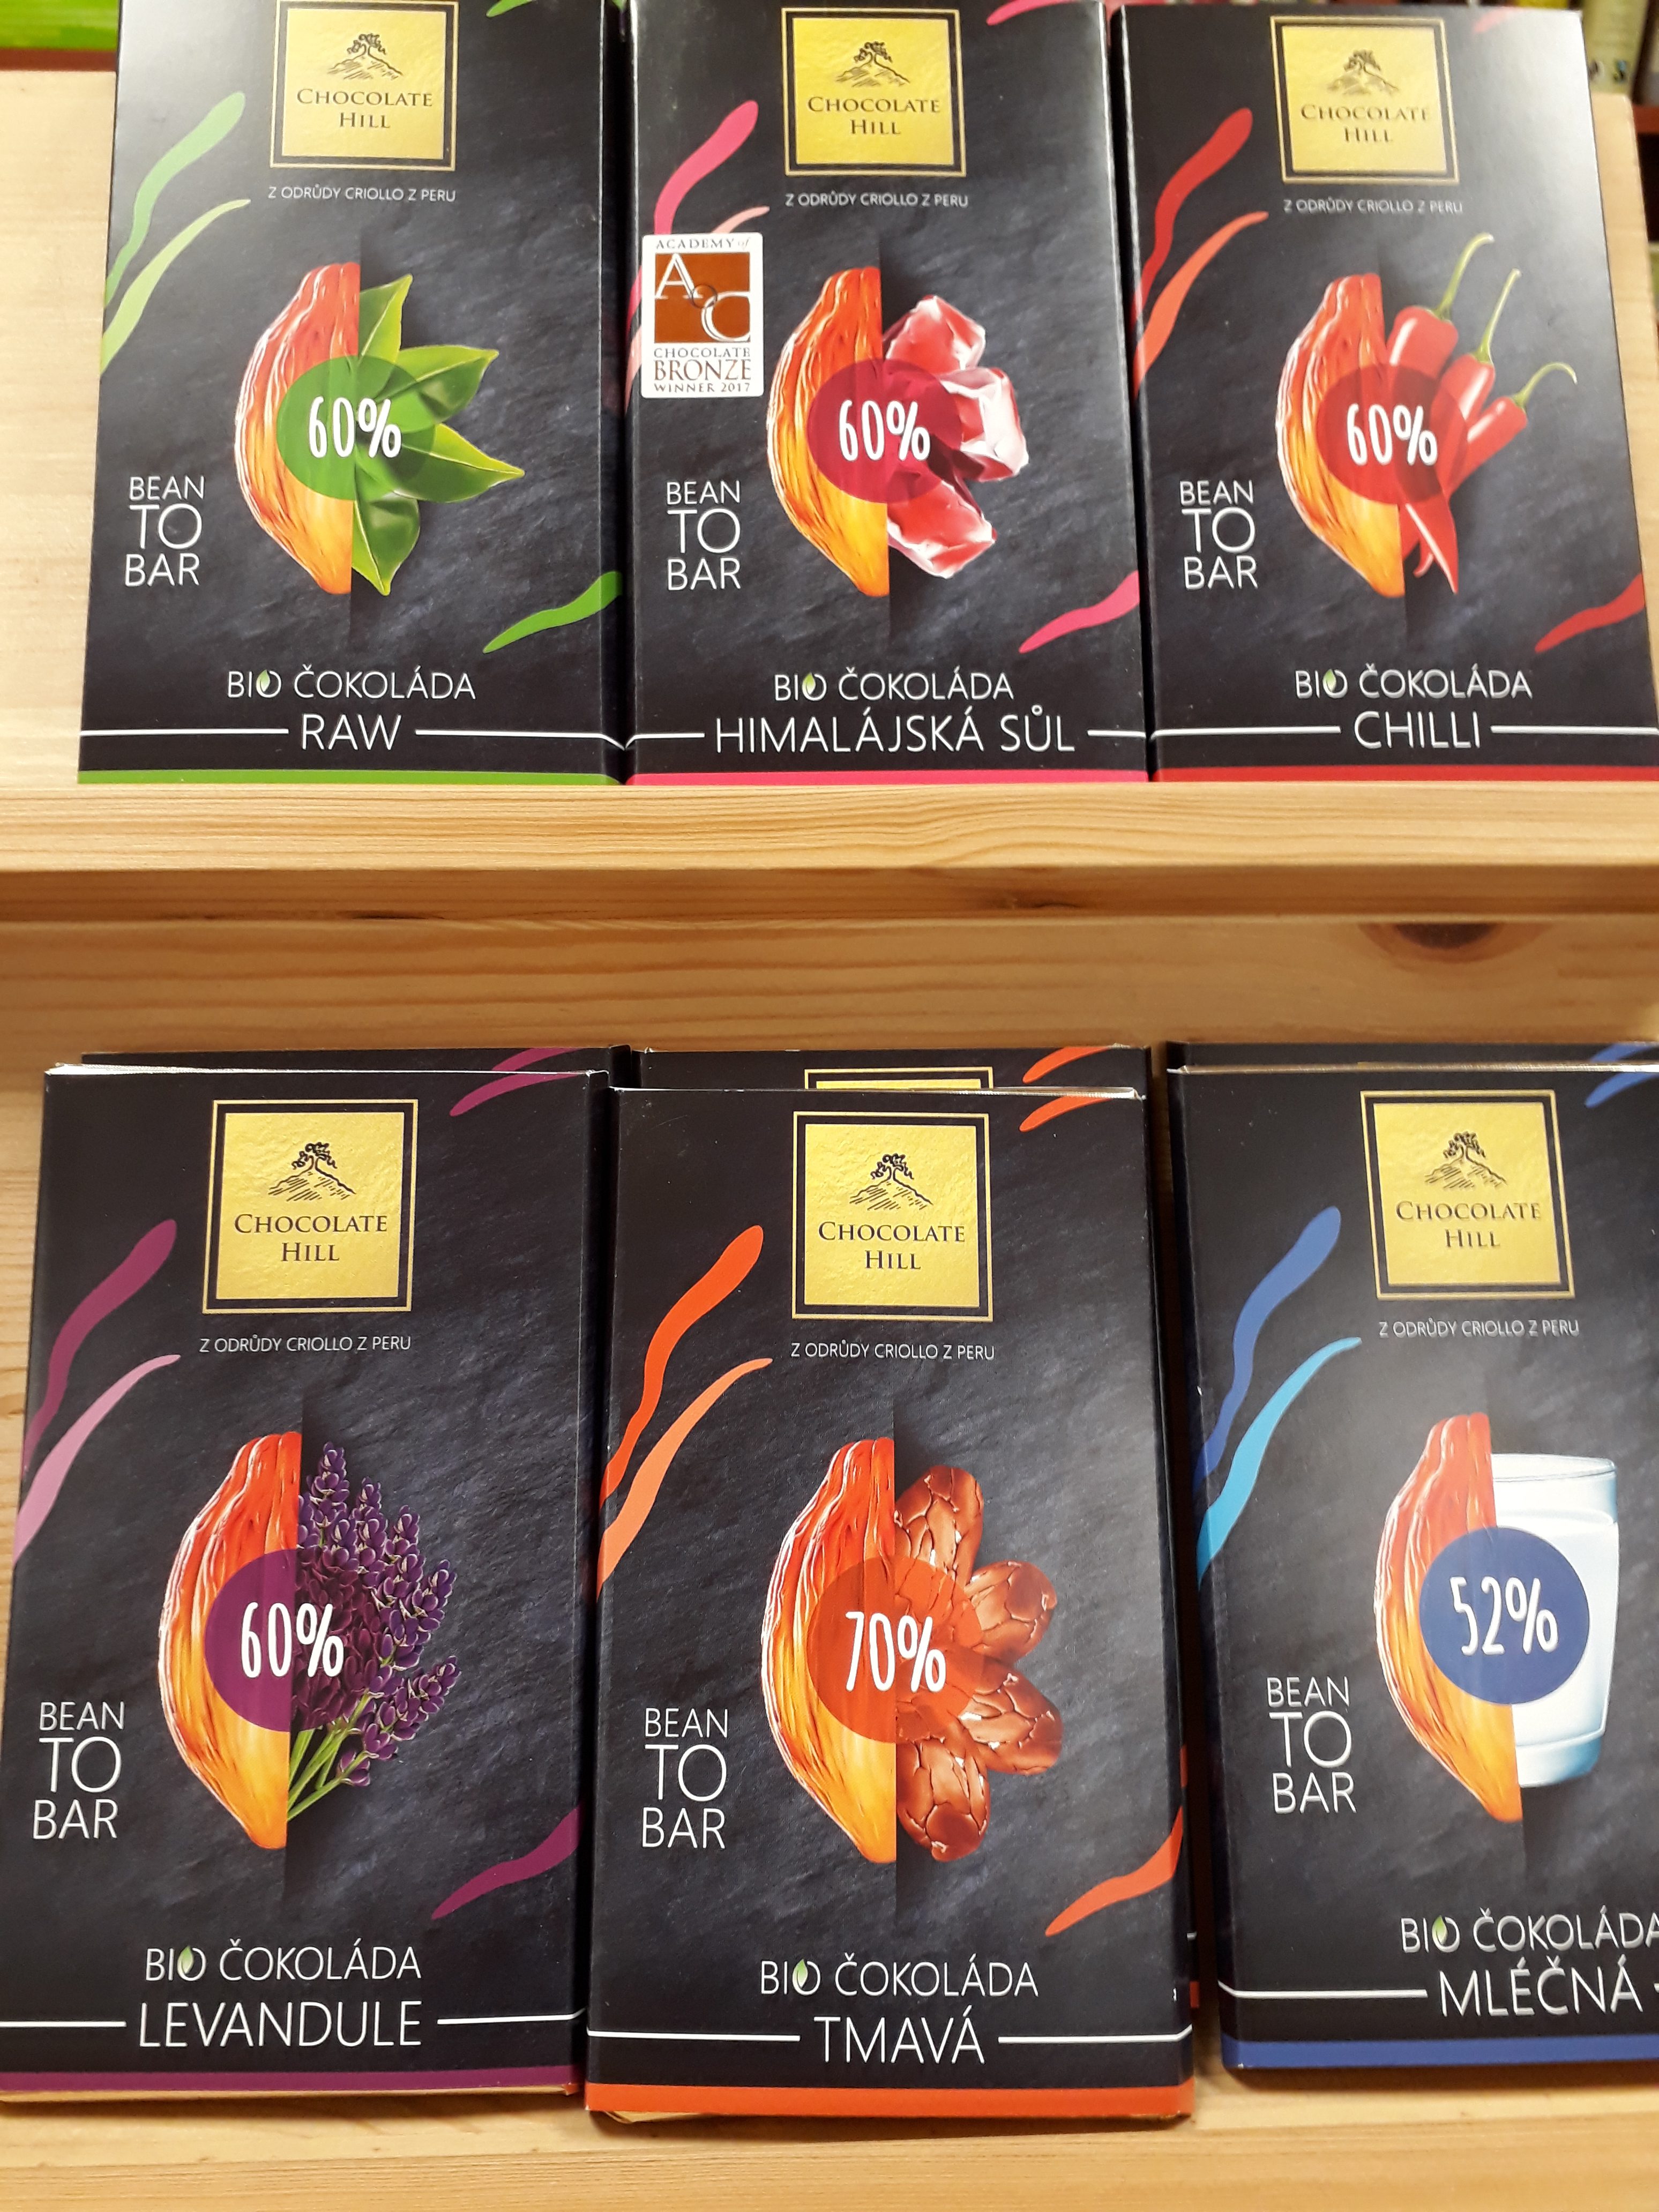 CHOCOLATE
HILL
Z ODRŮDY CRIOLLO Z PERU
60%
BEAN
TO
BAR
BIO ČOKOLÁDA
RAW
CHOCOLATE
HILL
Z ODRŮDY CRIOLLO Z PERU
ACADEMY of
AoC
CHOCOLATE
BRONZE
WINNER 2017
60%
BEAN
TO
BAR
BIO ČOKOLÁDA
HIMALÁJSKÁ SŮL
CHOCOLATE
HILL
Z ODRŮDY CRIOLLO Z PERU
60%
BEAN
TO
BAR
BIO ČOKOLÁDA
CHILLI
CHOCOLATE
HILL
Z ODRŮDY CRIOLLO Z PERU
60%
BEAN
TO
BAR
BIO ČOKOLÁDA
LEVANDULE
CHOCOLATE
HILL
Z ODRŮDY CRIOLLO Z PERU
70%
BEAN
TO
BAR
BIO ČOKOLÁDA
TMAVÁ
CHOCOLATE
HILL
Z ODRŮDY CRIOLLO Z PERU
52%
BEAN
TO
BAR
BIO ČOKOLÁDA
MLÉČNÁ